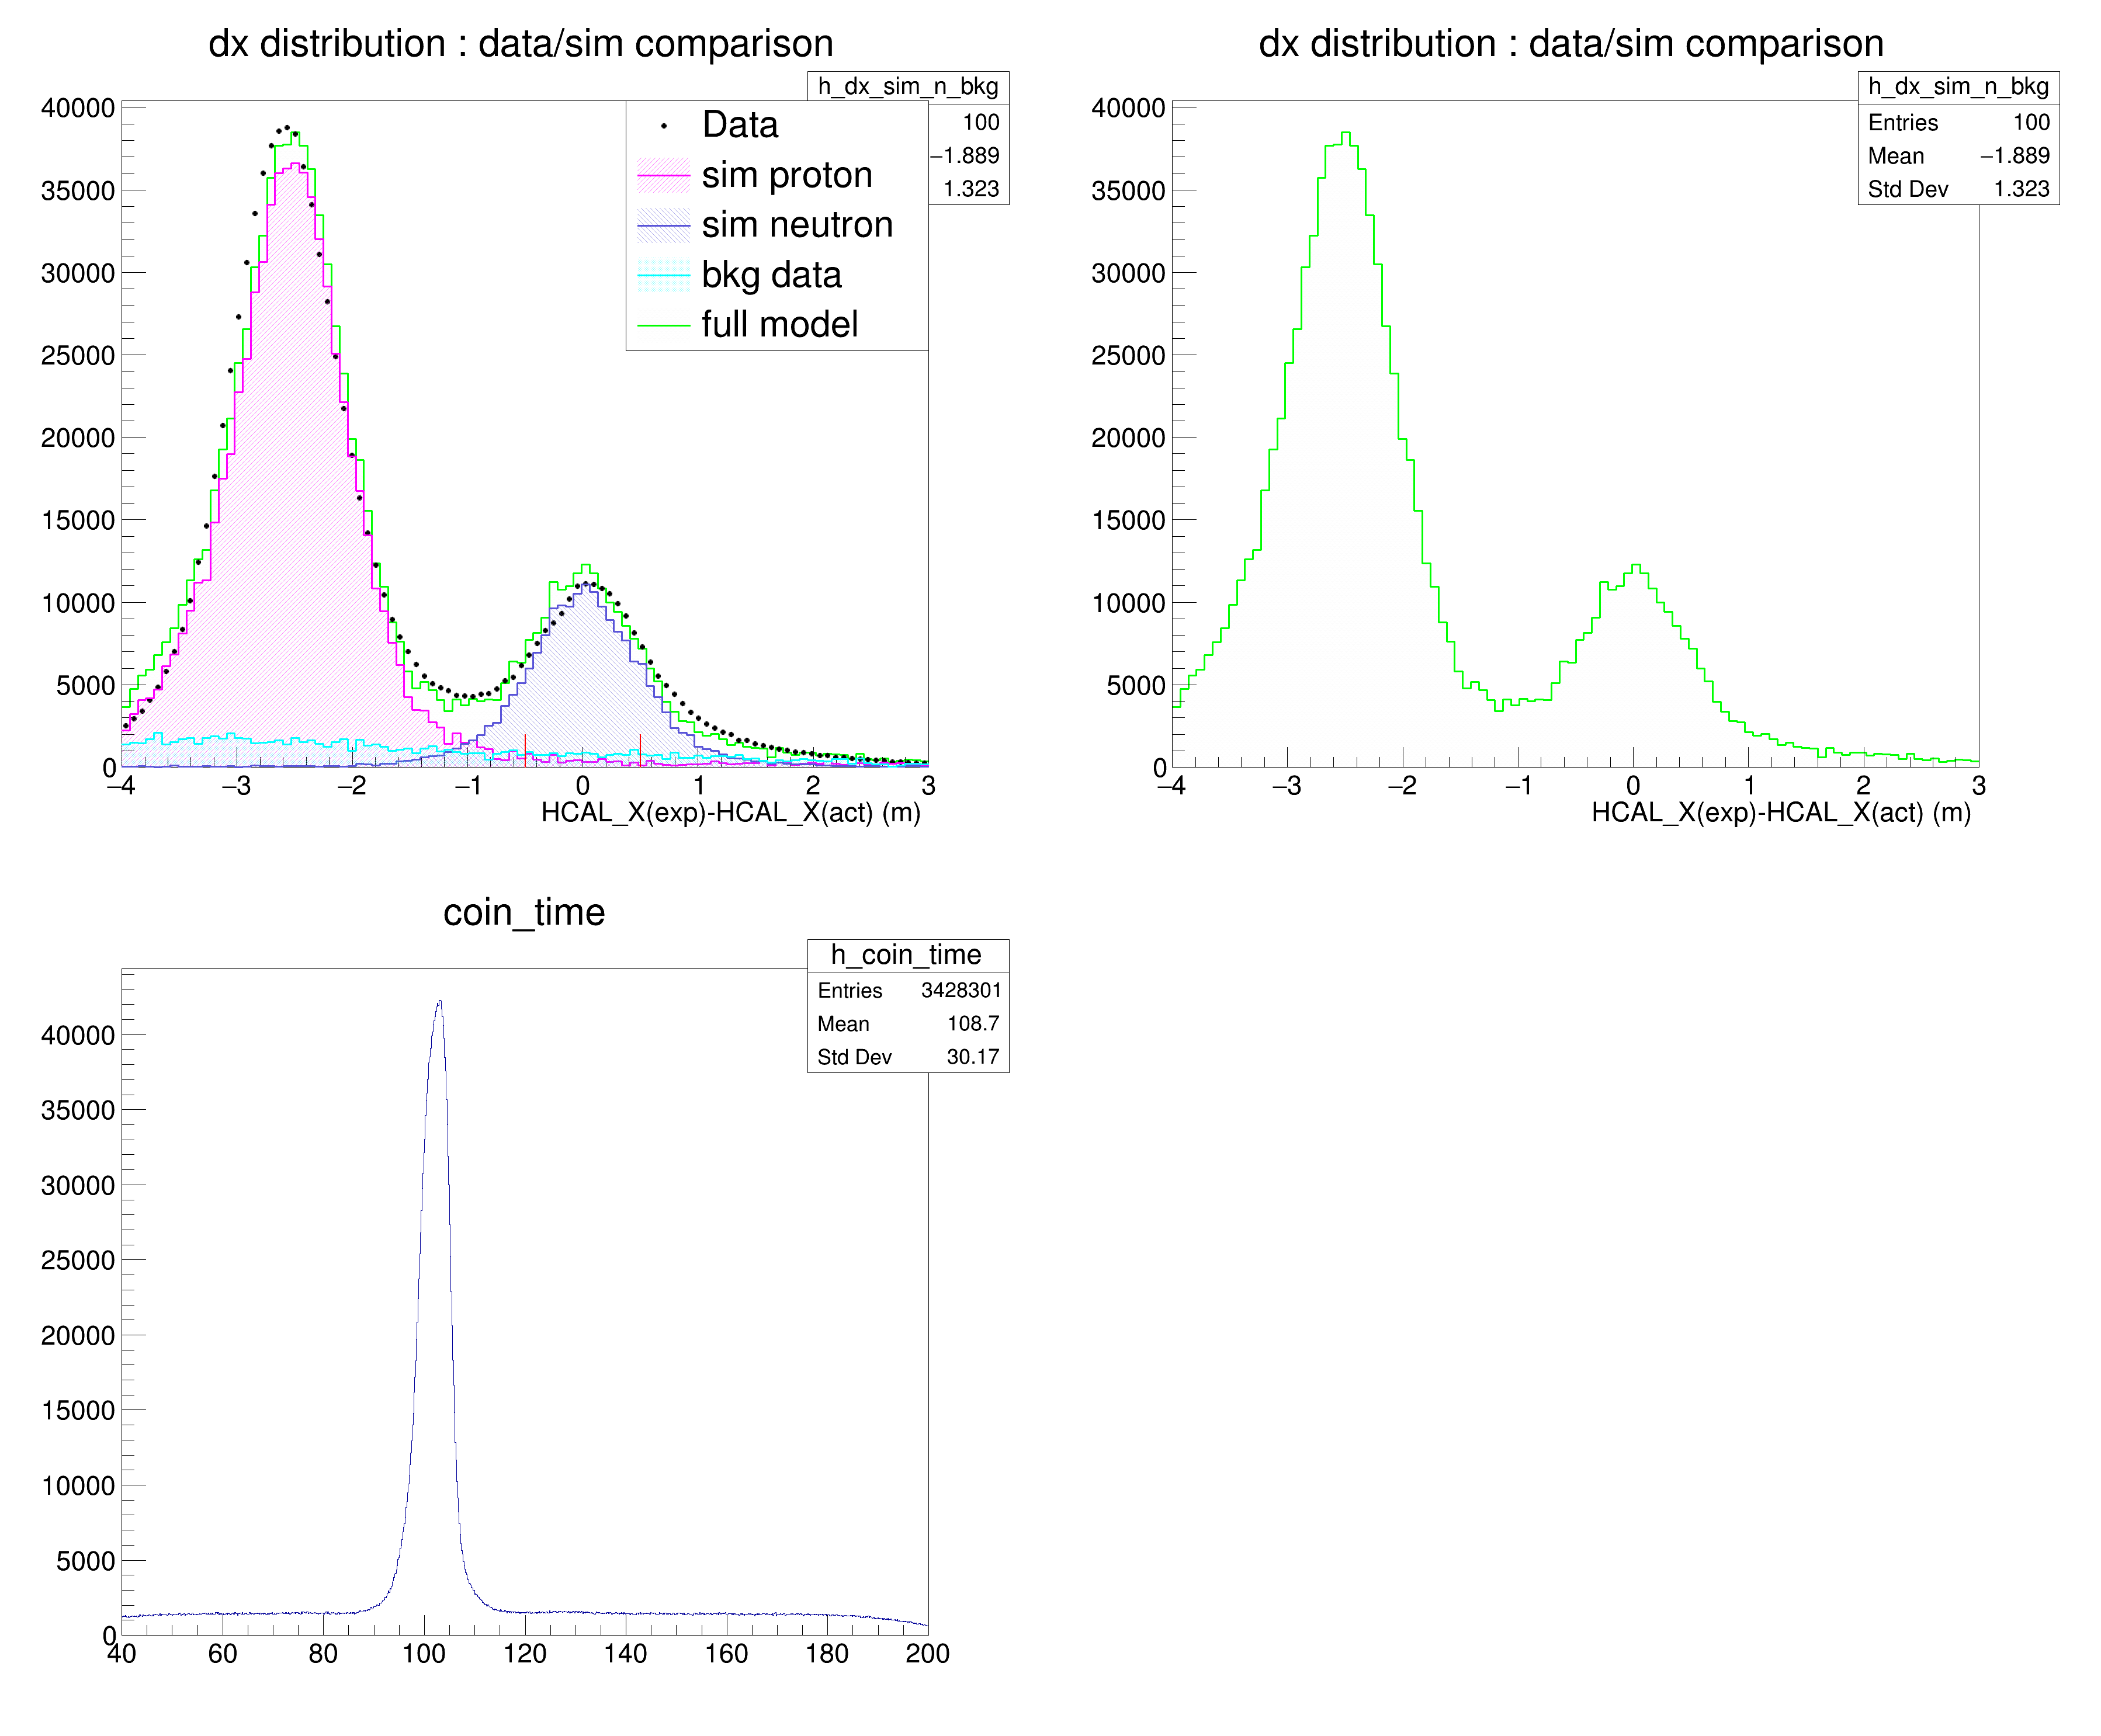 dx distribution : data/sim comparison
h_dx_sim_n_bkg
100
−1.889
1.323
Data
sim proton
sim neutron
bkg data
full model
40000
35000
30000
25000
20000
15000
10000
5000
0
−4 −3 −2 −1 0 1 2 3
HCAL_X(exp)-HCAL_X(act) (m)
dx distribution : data/sim comparison
h_dx_sim_n_bkg
Entries 100
Mean −1.889
Std Dev 1.323
40000
35000
30000
25000
20000
15000
10000
5000
0
−4 −3 −2 −1 0 1 2 3
HCAL_X(exp)-HCAL_X(act) (m)
coin_time
h_coin_time
Entries 3428301
Mean 108.7
Std Dev 30.17
40000
35000
30000
25000
20000
15000
10000
5000
0
40 60 80 100 120 140 160 180 200